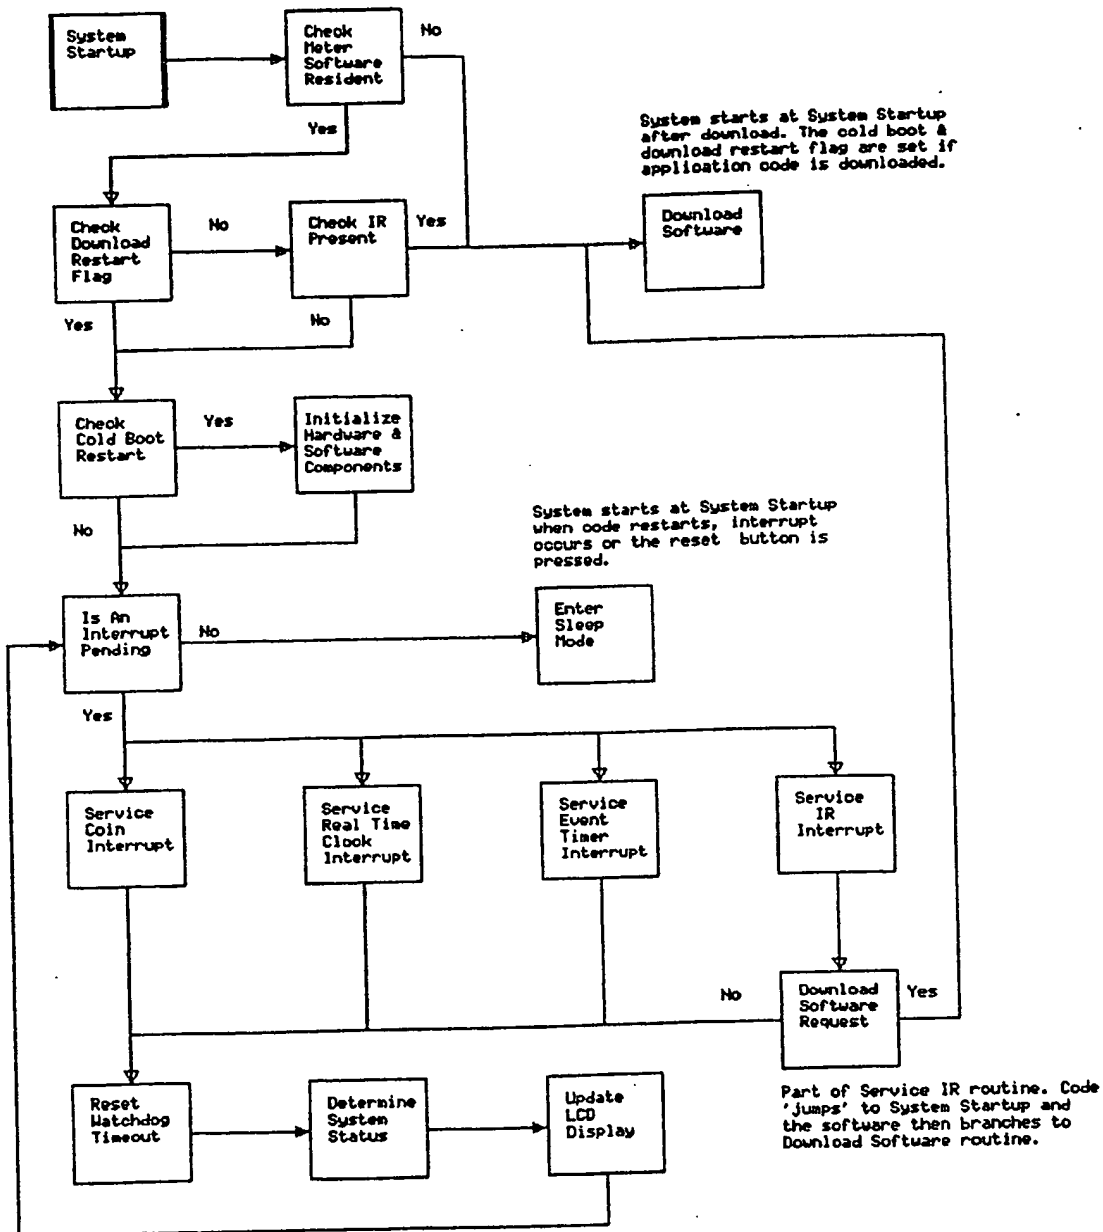 System
Startup
Check
Meter
Software
Resident
No
Yes
System starts at System Startup
after download. The cold boot &
download restart flag are set if
application code is downloaded.
Check
Download
Restart
Flag
No
Check IR
Present
Yes
Download
Software
Yes
No
Check
Cold Boot
Restart
Yes
Initialize
Hardware &
Software
Components
No
System starts at System Startup
when code restarts, interrupt
occurs or the reset button is
pressed.
Is An
Interrupt
Pending
No
Enter
Sleep
Mode
Yes
Service
Coin
Interrupt
Service
Real Time
Clock
Interrupt
Service
Event
Timer
Interrupt
Service
IR
Interrupt
No
Download
Software
Request
Yes
Reset
Watchdog
Timeout
Determine
System
Status
Update
LCD
Display
Part of Service IR routine. Code
'jumps' to System Startup and
the software then branches to
Download Software routine.